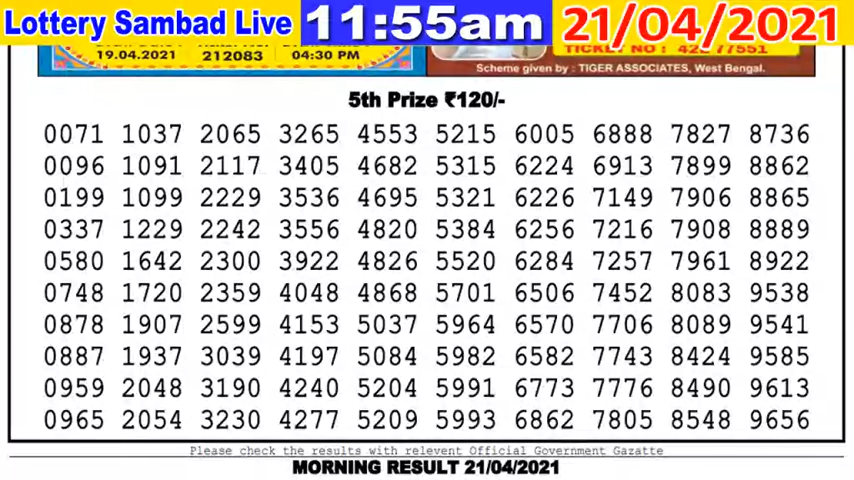 Lottery Sambad Live 11:55am 21/04/2021
19.04.2021 212083 04:30 PM
TICKET NO :
Scheme given by : TIGER ASSOCIATES, West Bengal.
5th Prize ₹120/-
0071 1037 2065 3265 4553 5215 6005 6888 7827 8736
0096 1091 2117 3405 4682 5315 6224 6913 7899 8862
0199 1099 2229 3536 4695 5321 6226 7149 7906 8865
0337 1229 2242 3556 4820 5384 6256 7216 7908 8889
0580 1642 2300 3922 4826 5520 6284 7257 7961 8922
0748 1720 2359 4048 4868 5701 6506 7452 8083 9538
0878 1907 2599 4153 5037 5964 6570 7706 8089 9541
0887 1937 3039 4197 5084 5982 6582 7743 8424 9585
0959 2048 3190 4240 5204 5991 6773 7776 8490 9613
0965 2054 3230 4277 5209 5993 6862 7805 8548 9656
Please check the results with relevent Official Government Gazatte
MORNING RESULT 21/04/2021